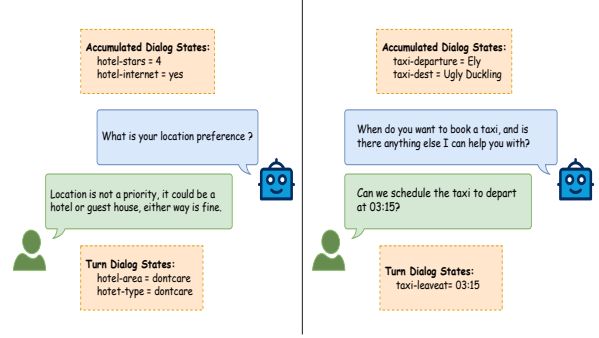 Accumulated Dialog States:
hotel-stars = 4
hotel-internet = yes
What is your location preference ?
Location is not a priority, it could be a
hotel or guest house, either way is fine.
Turn Dialog States:
hotel-area = dontcare
hotet-type = dontcare
Accumulated Dialog States:
taxi-departure = Ely
taxi-dest = Ugly Duckling
When do you want to book a taxi, and is
there anything else I can help you with?
Can we schedule the taxi to depart
at 03:15?
Turn Dialog States:
taxi-leaveat= 03:15